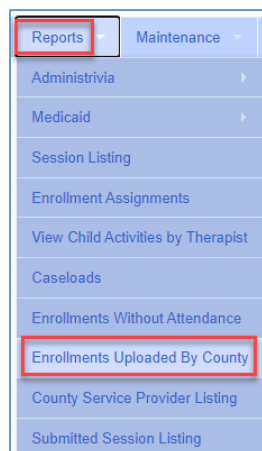 Reports Maintenance
Administrivia
Medicaid
Session Listing
Enrollment Assignments
View Child Activities by Therapist
Caseloads
Enrollments Without Attendance
Enrollments Uploaded By County
County Service Provider Listing
Submitted Session Listing